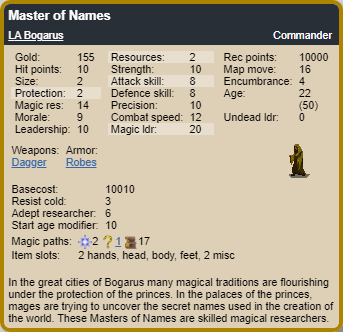 Master of Names
LA Bogarus Commander
Gold: 155 Resources: 2 Rec points: 10000
Hit points: 10 Strength: 10 Map move: 16
Size: 2 Attack skill: 8 Encumbrance: 4
Protection: 2 Defence skill: 8 Age: 22
Magic res: 14 Precision: 10 (50)
Morale: 9 Combat speed: 12 Undead ldr: 0
Leadership: 10 Magic ldr: 20
Weapons: Armor:
Dagger Robes
Basecost: 10010
Resist cold: 3
Adept researcher: 6
Start age modifier: 10
Magic paths: 2 ? 1 17
Item slots: 2 hands, head, body, feet, 2 misc
In the great cities of Bogarus many magical traditions are flourishing
under the protection of the princes. In the palaces of the princes,
mages are trying to uncover the secret names used in the creation of
the world. These Masters of Names are skilled magical researchers.